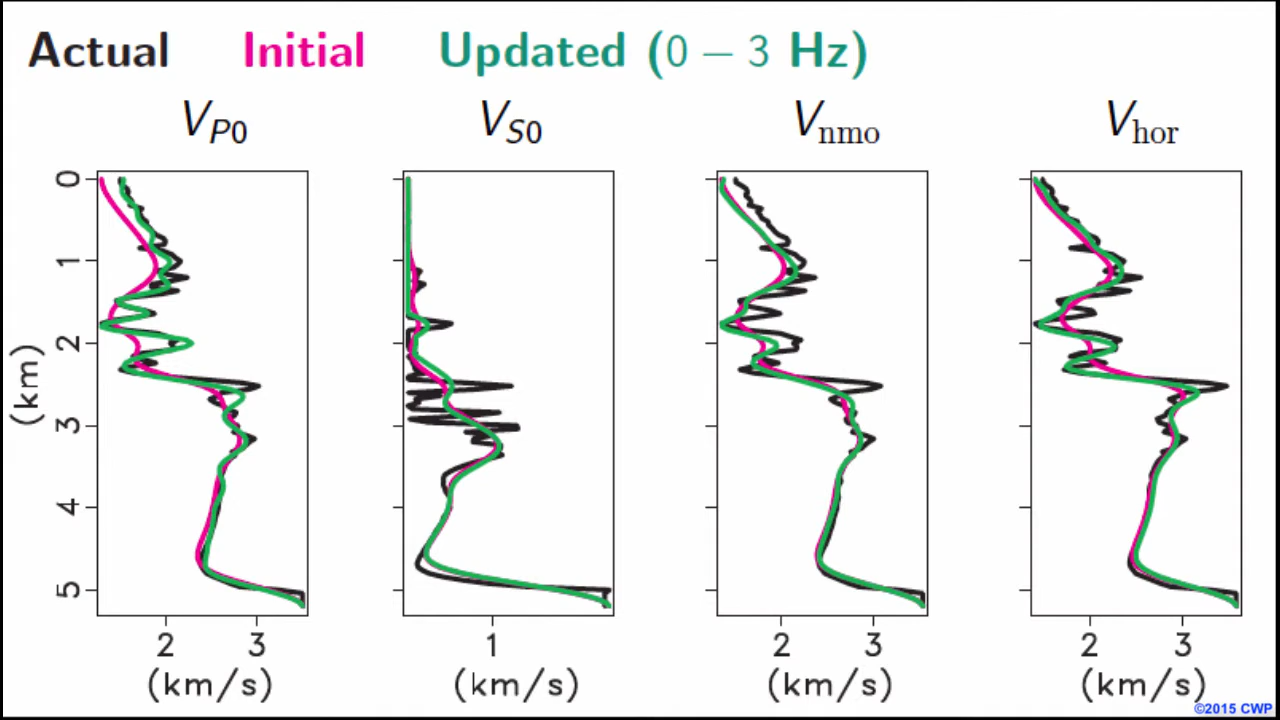 Actual Initial Updated (0 – 3 Hz)
V_P0 V_S0 V_nmo V_hor
0
1
2
3
4
5
(km)
2 3 1 2 3 2 3
(km/s) (km/s) (km/s) (km/s)
©2015 CWP